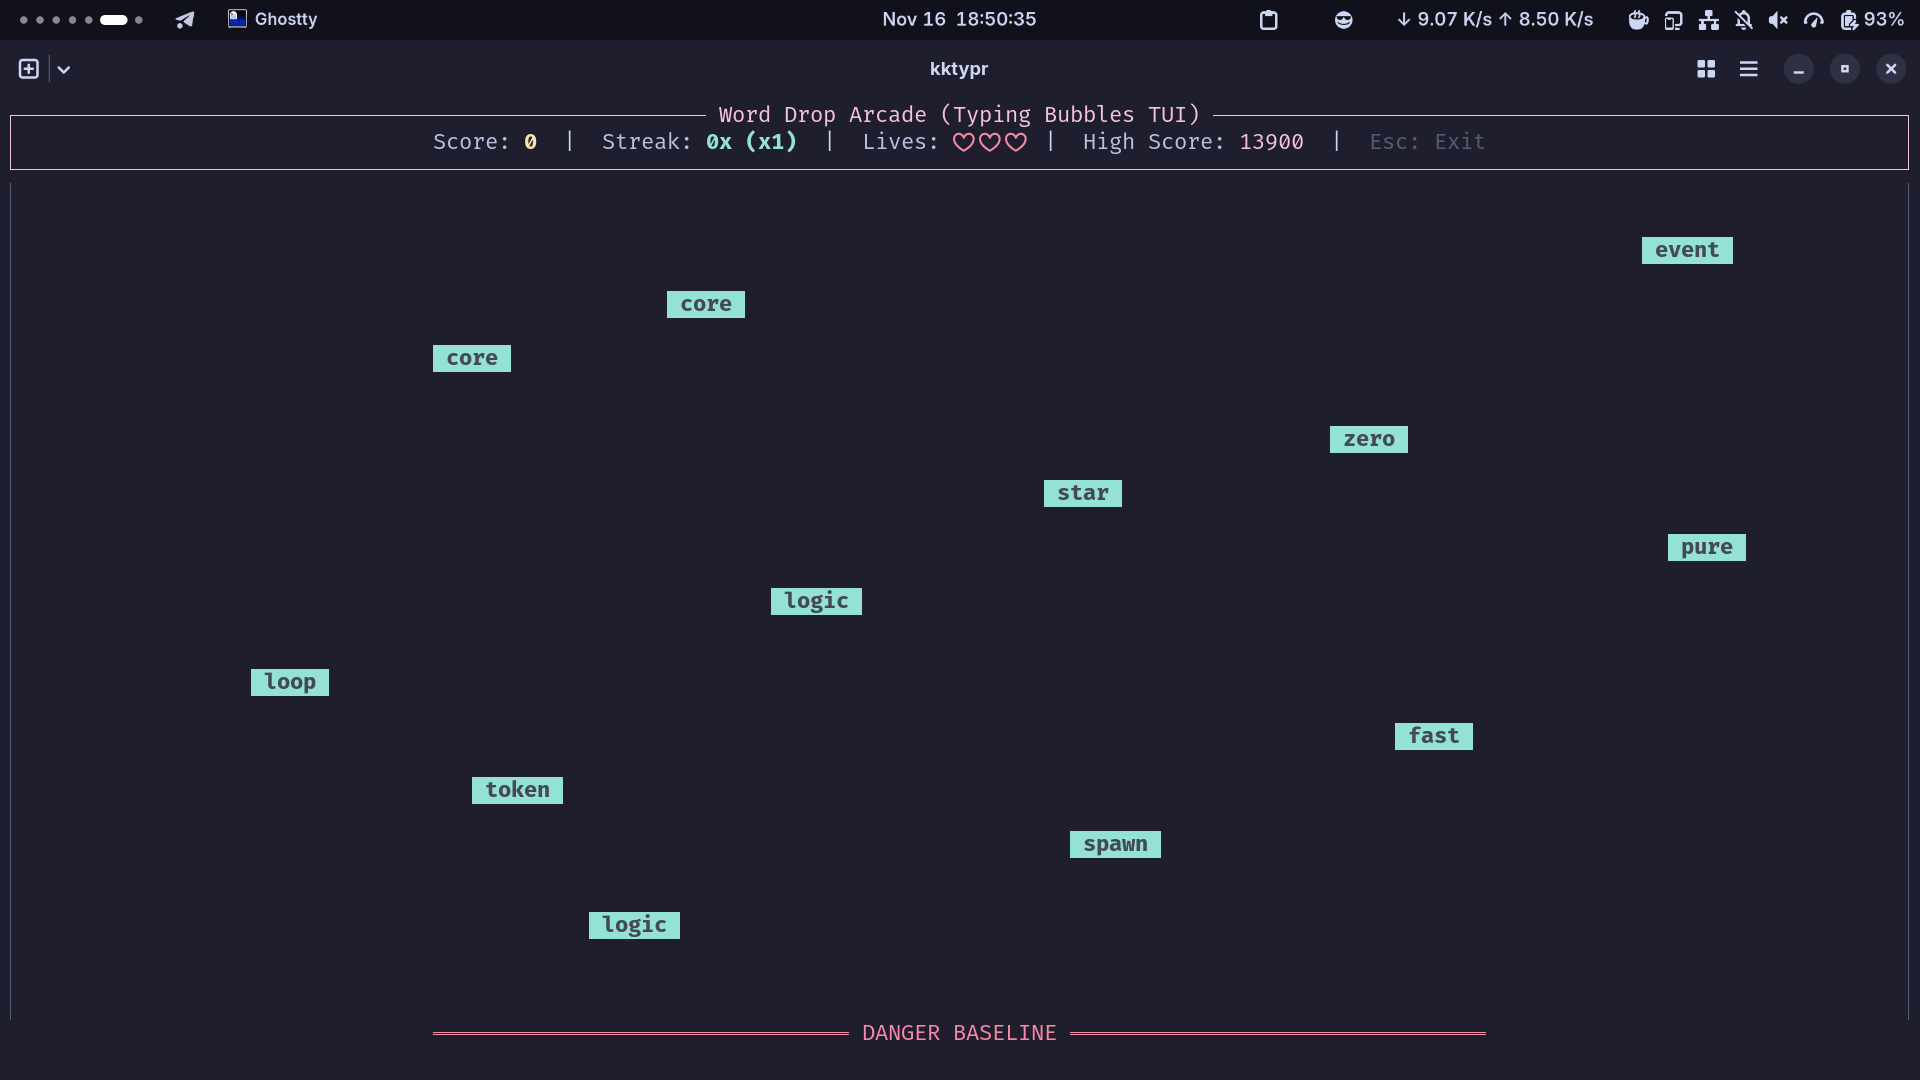 Ghostty
Nov 16 18:50:35
↓ 9.07 K/s ↑ 8.50 K/s
93%
kktypr
Word Drop Arcade (Typing Bubbles TUI)
Score: 0 | Streak: 0x (x1) | Lives: ♡♡♡ | High Score: 13900 | Esc: Exit
event
core
core
zero
star
pure
logic
loop
fast
token
spawn
logic
DANGER BASELINE